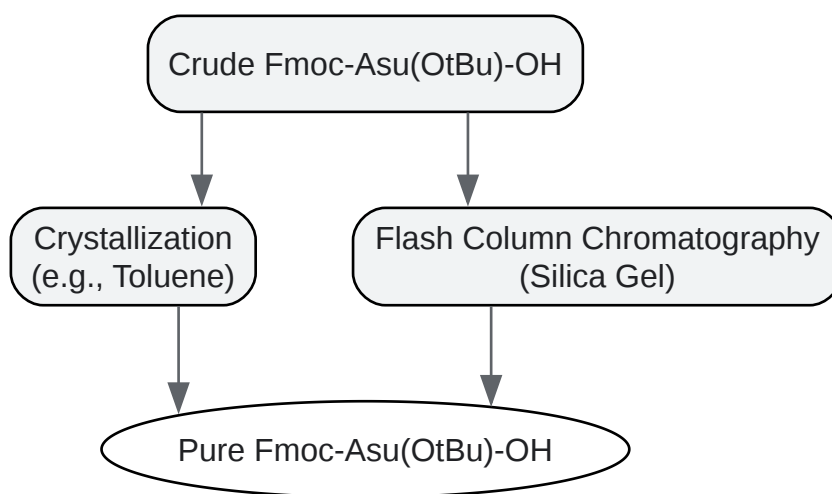 Crude Fmoc-Asu(OtBu)-OH
Crystallization
(e.g., Toluene)
Flash Column Chromatography
(Silica Gel)
Pure Fmoc-Asu(OtBu)-OH